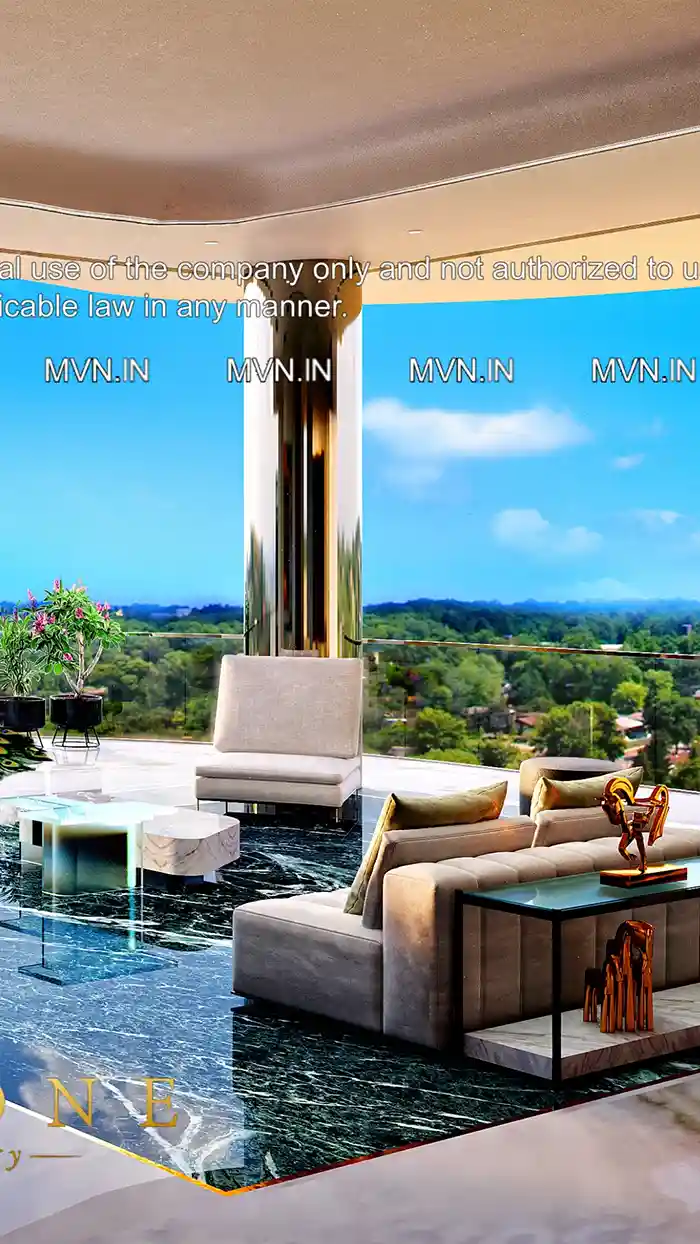 al use of the company only and not authorized to u
icable law in any manner.
MVN.IN MVN.IN MVN.IN MVN.IN
O N E
ry